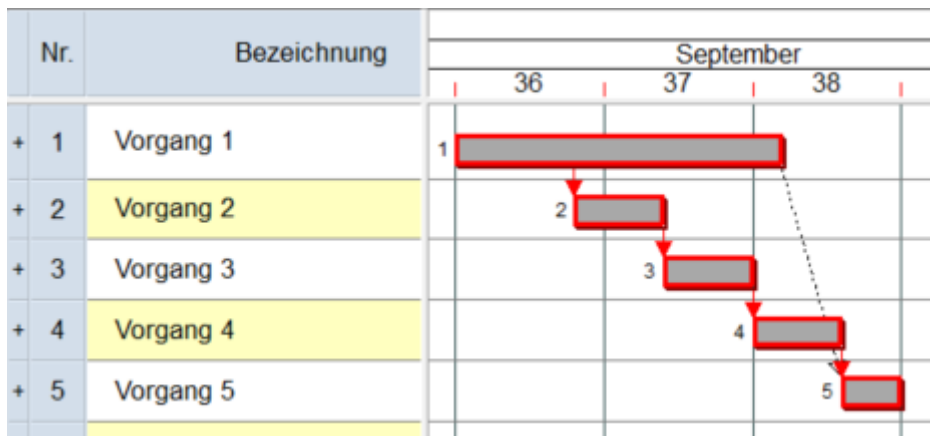 Nr. Bezeichnung September
36 37 38
+ 1 Vorgang 1 1
+ 2 Vorgang 2 2
+ 3 Vorgang 3 3
+ 4 Vorgang 4 4
+ 5 Vorgang 5 5